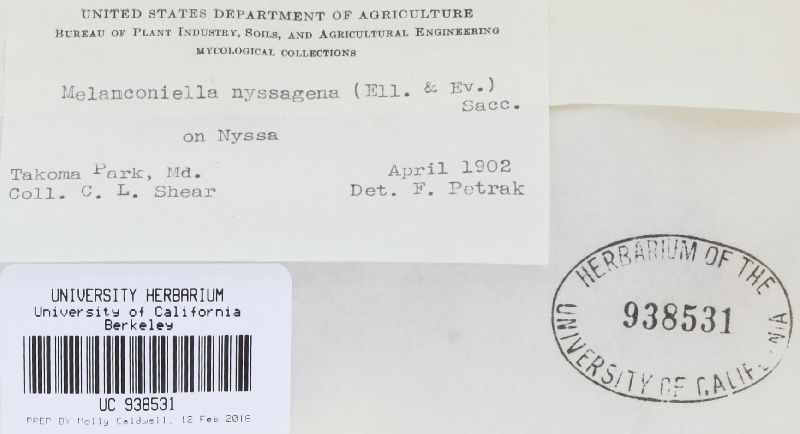 UNITED STATES DEPARTMENT OF AGRICULTURE
BUREAU OF PLANT INDUSTRY, SOILS, AND AGRICULTURAL ENGINEERING
MYCOLOGICAL COLLECTIONS
Melanconiella nyssagena (Ell. & Ev.)
Sacc.
on Nyssa
Takoma Park, Md. April 1902
Coll. C. L. Shear Det. F. Petrak
UNIVERSITY HERBARIUM
University of California
Berkeley
UC 938531
PREP BY Molly Caldwell, 12 Feb 2018
HERBARIUM OF THE
938531
UNIVERSITY OF CALIFORNIA